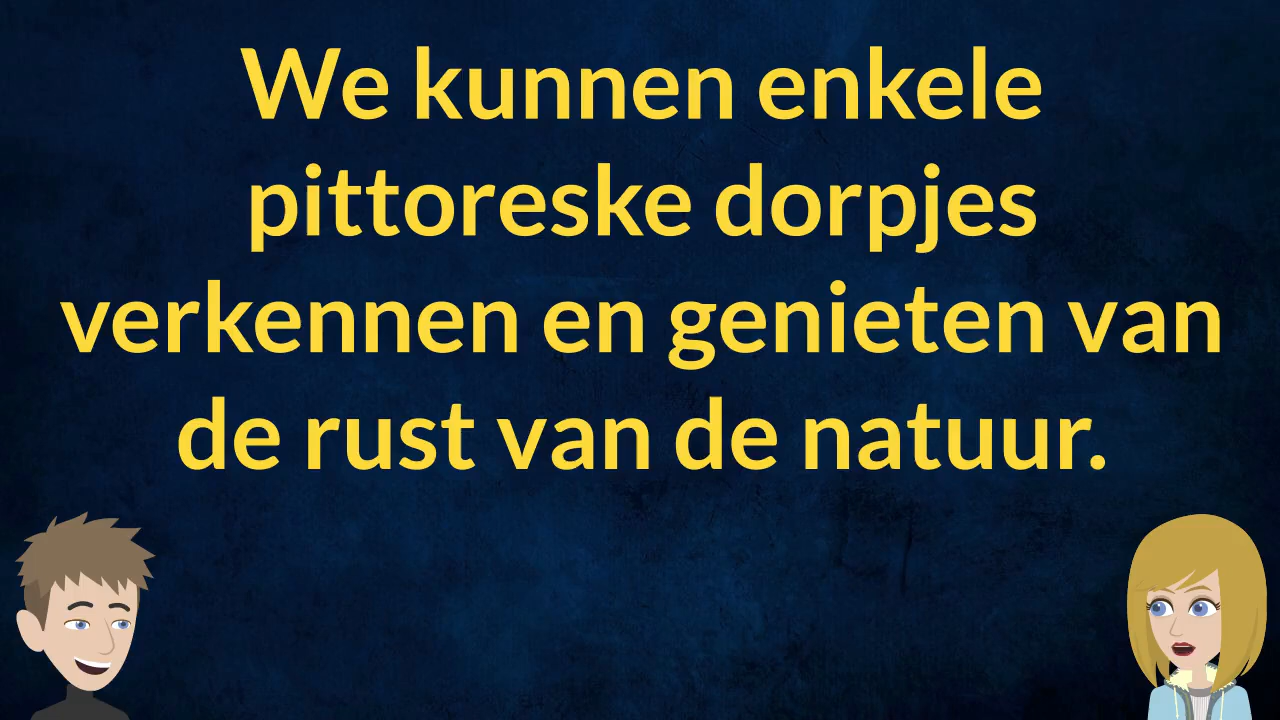 We kunnen enkele
pittoreske dorpjes
verkennen en genieten van
de rust van de natuur.